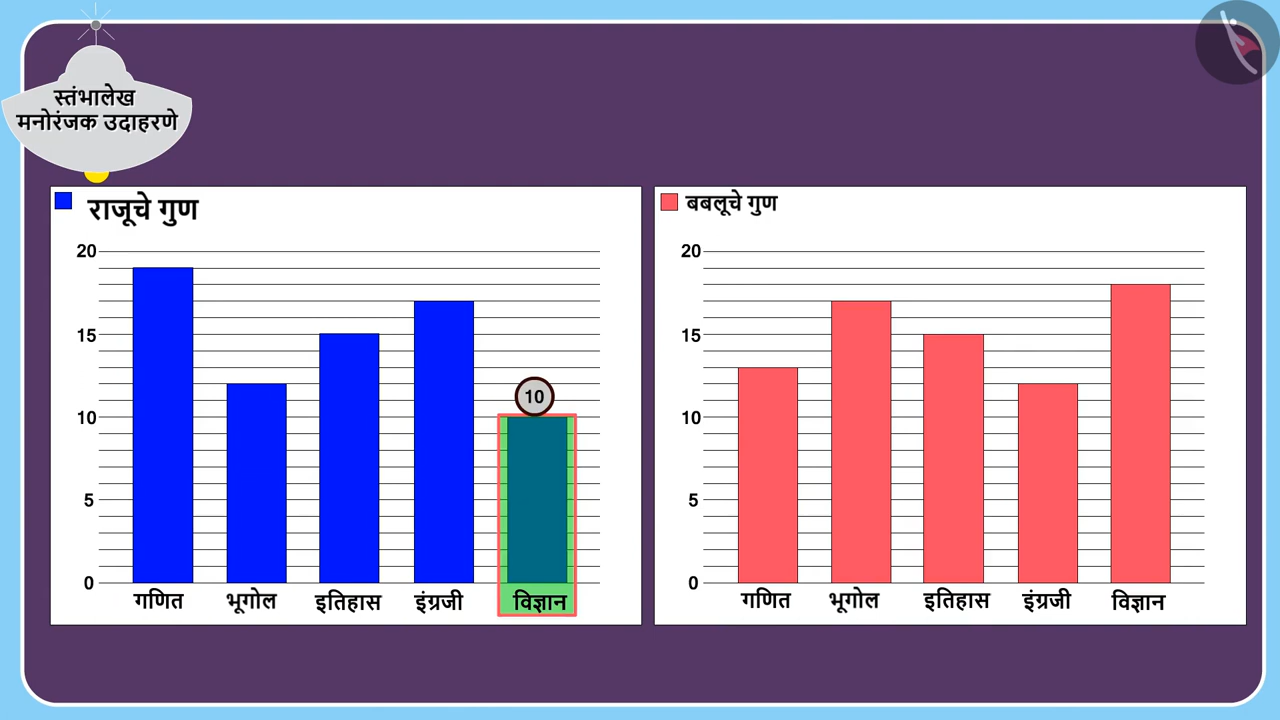 स्तंभालेख
मनोरंजक उदाहरणे
राजूचे गुण
20
15
10
5
0
10
गणित भूगोल इतिहास इंग्रजी विज्ञान
बबलूचे गुण
20
15
10
5
0
गणित भूगोल इतिहास इंग्रजी विज्ञान